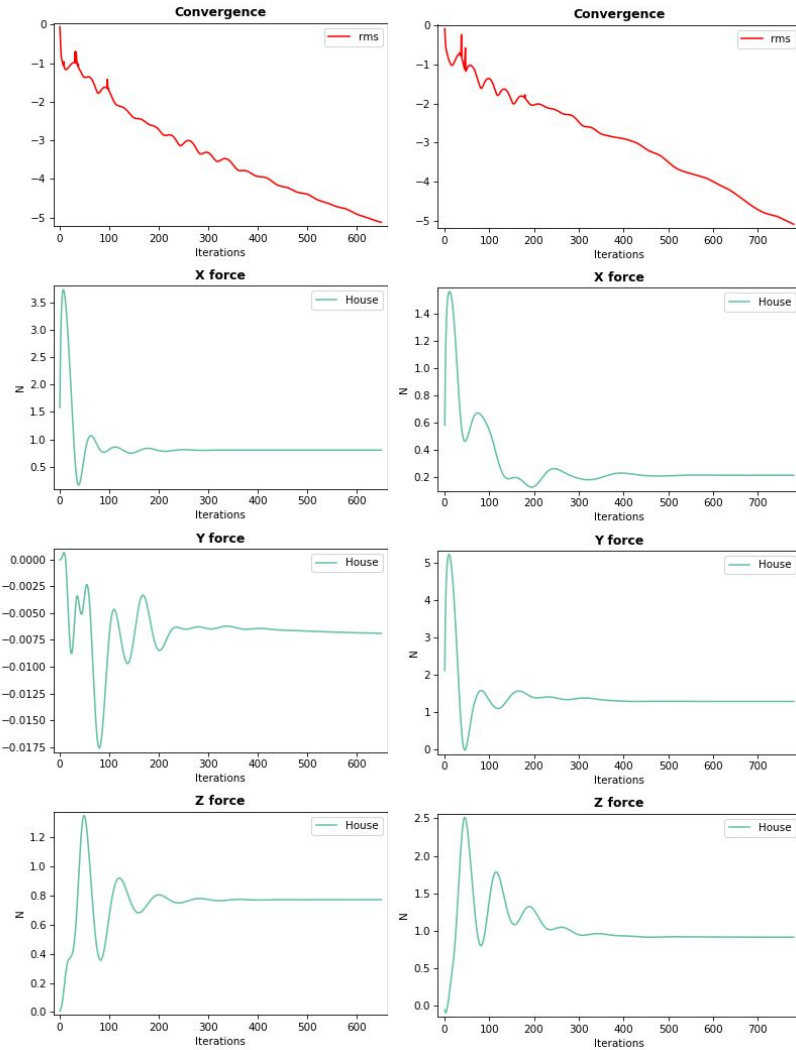 Convergence
rms
0
−1
−2
−3
−4
−5
0 100 200 300 400 500 600
Iterations
Convergence
rms
0
−1
−2
−3
−4
−5
0 100 200 300 400 500 600 700
Iterations
X force
House
N
3.5
3.0
2.5
2.0
1.5
1.0
0.5
0 100 200 300 400 500 600
Iterations
X force
House
N
1.4
1.2
1.0
0.8
0.6
0.4
0.2
0 100 200 300 400 500 600 700
Iterations
Y force
House
0.0000
−0.0025
−0.0050
−0.0075
−0.0100
−0.0125
−0.0150
−0.0175
0 100 200 300 400 500 600
Iterations
Y force
House
N
5
4
3
2
1
0
0 100 200 300 400 500 600 700
Iterations
Z force
House
N
1.2
1.0
0.8
0.6
0.4
0.2
0.0
0 100 200 300 400 500 600
Iterations
Z force
House
N
2.5
2.0
1.5
1.0
0.5
0.0
0 100 200 300 400 500 600 700
Iterations